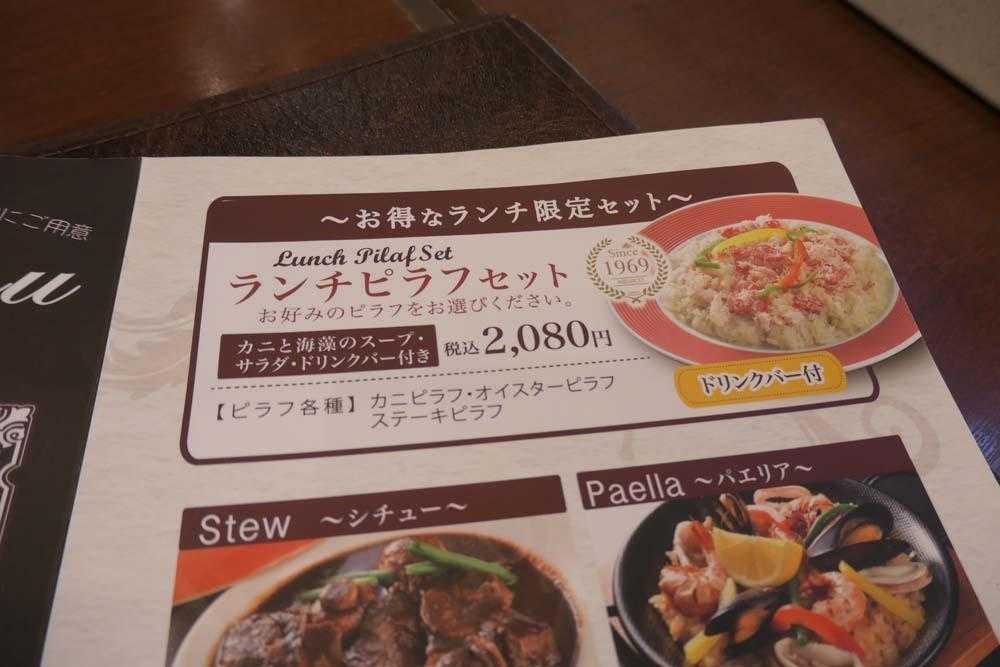 にご用意
u
～お得なランチ限定セット～
Lunch Pilaf Set
ランチピラフセット
お好みのピラフをお選びください。
Since
1969
カニと海藻のスープ・
サラダ・ドリンクバー付き
税込2,080円
ドリンクバー付
【ピラフ各種】カニピラフ・オイスターピラフ
ステーキピラフ
Stew ～シチュー～
Paella ～パエリア～